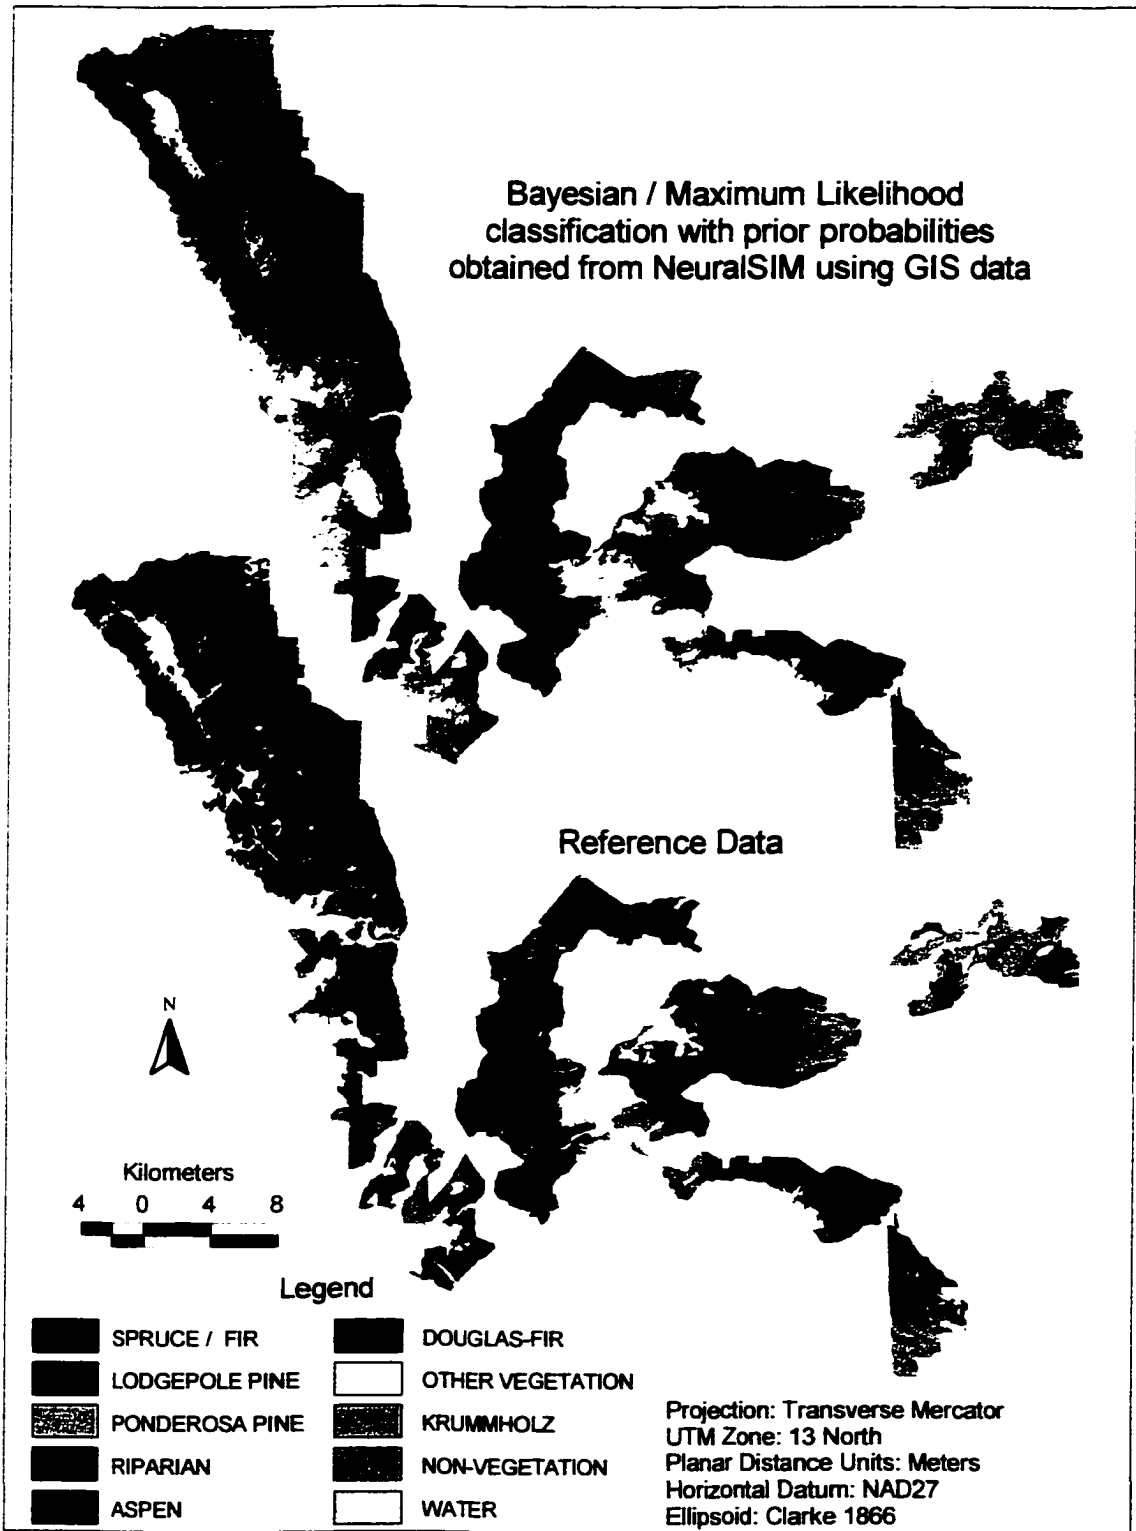 Bayesian / Maximum Likelihood
classification with prior probabilities
obtained from NeuralSIM using GIS data
Reference Data
N
Kilometers
4 0 4 8
Legend
SPRUCE / FIR
LODGEPOLE PINE
PONDEROSA PINE
RIPARIAN
ASPEN
DOUGLAS-FIR
OTHER VEGETATION
KRUMMHOLZ
NON-VEGETATION
WATER
Projection: Transverse Mercator
UTM Zone: 13 North
Planar Distance Units: Meters
Horizontal Datum: NAD27
Ellipsoid: Clarke 1866